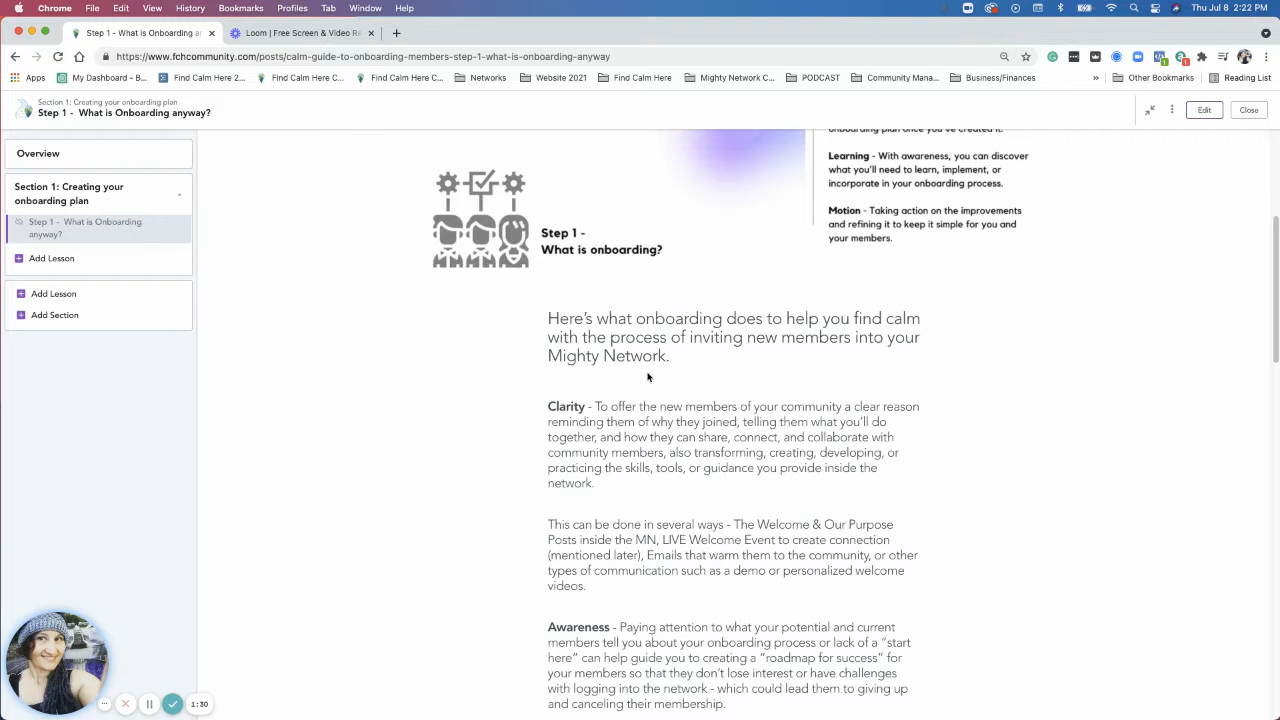 Chrome File Edit View History Bookmarks Profiles Tab Window Help Thu Jul 8 2:22 PM
Step 1 - What is Onboarding an
Loom | Free Screen & Video Re
https://www.fchcommunity.com/posts/calm-guide-to-onboarding-members-step-1-what-is-onboarding-anyway
Apps My Dashboard - B... Find Calm Here 2... Find Calm Here C... Find Calm Here C... Networks Website 2021 Find Calm Here Mighty Network C... PODCAST Community Mana... Business/Finances » Other Bookmarks Reading List
Section 1: Creating your onboarding plan
Step 1 - What is Onboarding anyway?
Edit
Close
Overview
Section 1: Creating your
onboarding plan
Step 1 - What is Onboarding
anyway?
Add Lesson
Add Lesson
Add Section
onboarding plan once you've created it.
Learning - With awareness, you can discover
what you'll need to learn, implement, or
incorporate in your onboarding process.
Motion - Taking action on the improvements
and refining it to keep it simple for you and
your members.
Step 1 -
What is onboarding?
Here's what onboarding does to help you find calm
with the process of inviting new members into your
Mighty Network.
Clarity - To offer the new members of your community a clear reason
reminding them of why they joined, telling them what you'll do
together, and how they can share, connect, and collaborate with
community members, also transforming, creating, developing, or
practicing the skills, tools, or guidance you provide inside the
network.
This can be done in several ways - The Welcome & Our Purpose
Posts inside the MN, LIVE Welcome Event to create connection
(mentioned later), Emails that warm them to the community, or other
types of communication such as a demo or personalized welcome
videos.
Awareness - Paying attention to what your potential and current
members tell you about your onboarding process or lack of a "start
here" can help guide you to creating a "roadmap for success" for
your members so that they don't lose interest or have challenges
with logging into the network - which could lead them to giving up
and canceling their membership.
1:30